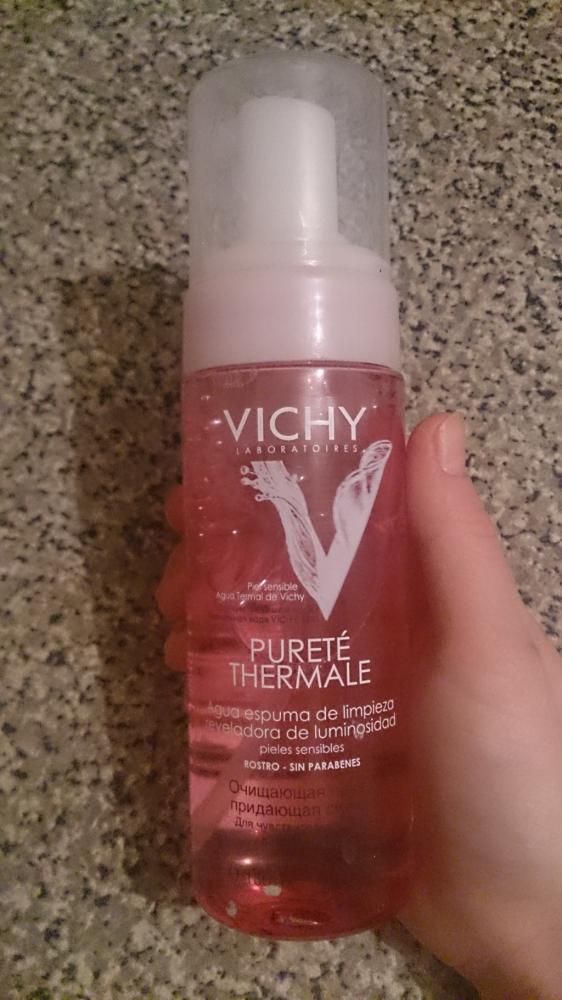 VICHY
LABORATOIRES
Piel sensible
Agua Termal de Vichy
PURETÉ
THERMALE
Agua espuma de limpieza
reveladora de luminosidad
pieles sensibles
ROSTRO - SIN PARABENES
Очищающая
придающая
Для